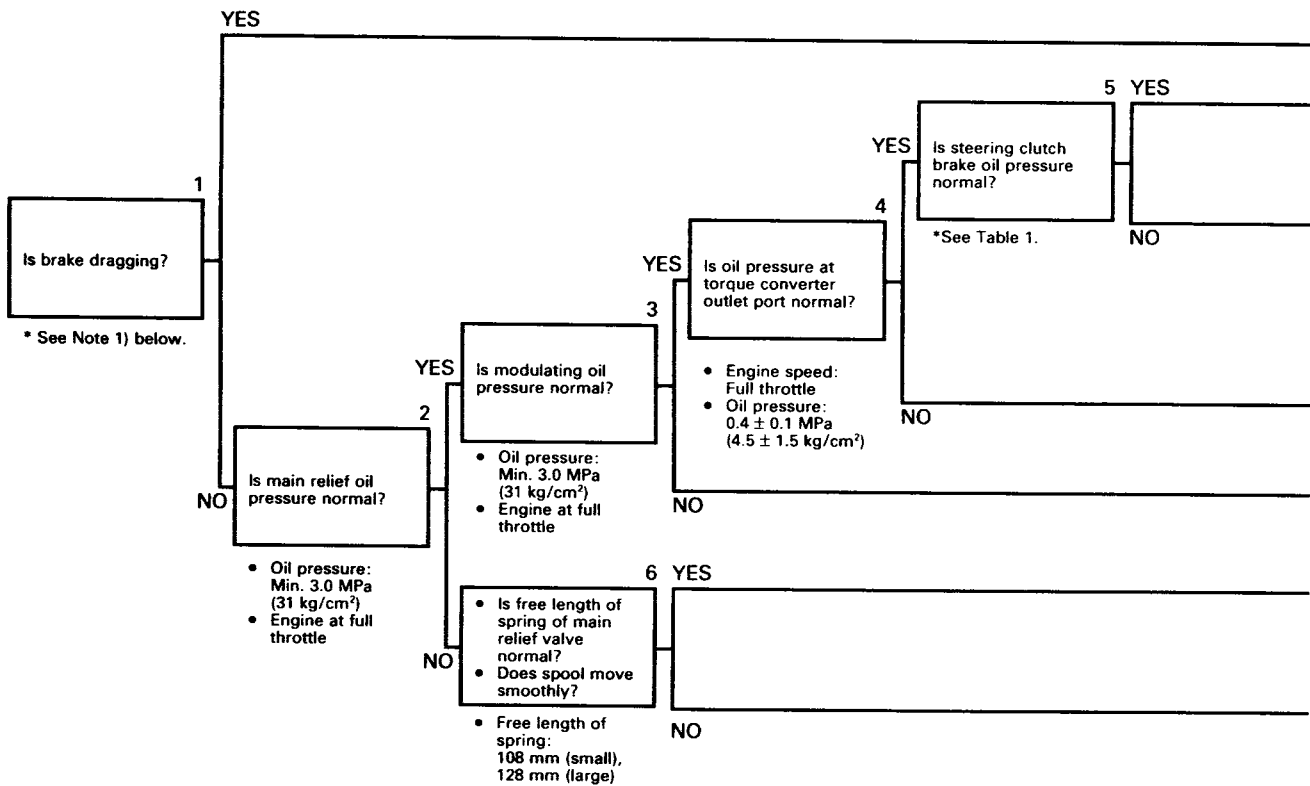 YES
1
Is brake dragging?
* See Note 1) below.
NO
2
Is main relief oil
pressure normal?
• Oil pressure:
Min. 3.0 MPa
(31 kg/cm²)
• Engine at full
throttle
YES
3
Is modulating oil
pressure normal?
• Oil pressure:
Min. 3.0 MPa
(31 kg/cm²)
• Engine at full
throttle
YES
4
Is oil pressure at
torque converter
outlet port normal?
• Engine speed:
Full throttle
• Oil pressure:
0.4 ± 0.1 MPa
(4.5 ± 1.5 kg/cm²)
YES
5
Is steering clutch
brake oil pressure
normal?
*See Table 1.
YES
NO
NO
NO
NO
6
• Is free length of
spring of main
relief valve
normal?
• Does spool move
smoothly?
• Free length of
spring:
108 mm (small),
128 mm (large)
YES
NO